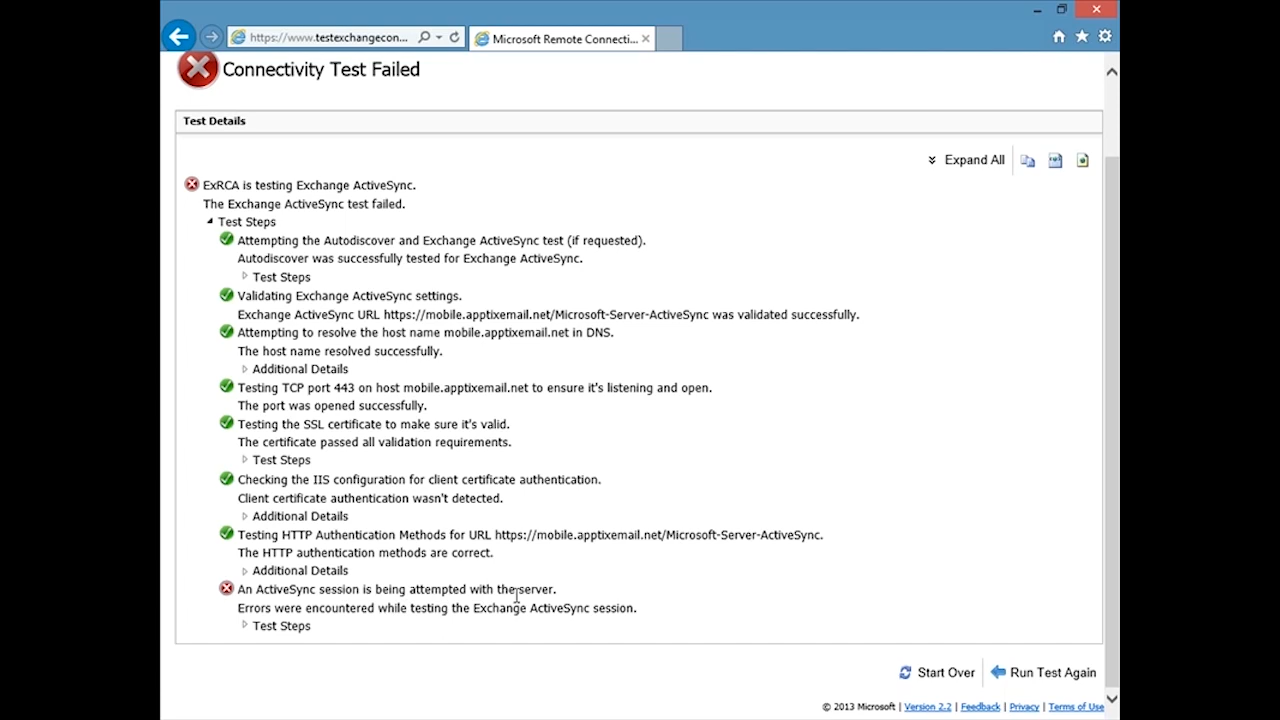 https://www.testexchangecon...
Microsoft Remote Connecti...
Connectivity Test Failed
Test Details
Expand All
ExRCA is testing Exchange ActiveSync.
The Exchange ActiveSync test failed.
Test Steps
Attempting the Autodiscover and Exchange ActiveSync test (if requested).
Autodiscover was successfully tested for Exchange ActiveSync.
Test Steps
Validating Exchange ActiveSync settings.
Exchange ActiveSync URL https://mobile.apptixemail.net/Microsoft-Server-ActiveSync was validated successfully.
Attempting to resolve the host name mobile.apptixemail.net in DNS.
The host name resolved successfully.
Additional Details
Testing TCP port 443 on host mobile.apptixemail.net to ensure it's listening and open.
The port was opened successfully.
Testing the SSL certificate to make sure it's valid.
The certificate passed all validation requirements.
Test Steps
Checking the IIS configuration for client certificate authentication.
Client certificate authentication wasn't detected.
Additional Details
Testing HTTP Authentication Methods for URL https://mobile.apptixemail.net/Microsoft-Server-ActiveSync.
The HTTP authentication methods are correct.
Additional Details
An ActiveSync session is being attempted with the server.
Errors were encountered while testing the Exchange ActiveSync session.
Test Steps
Start Over | Run Test Again
© 2013 Microsoft | Version 2.2 | Feedback | Privacy | Terms of Use